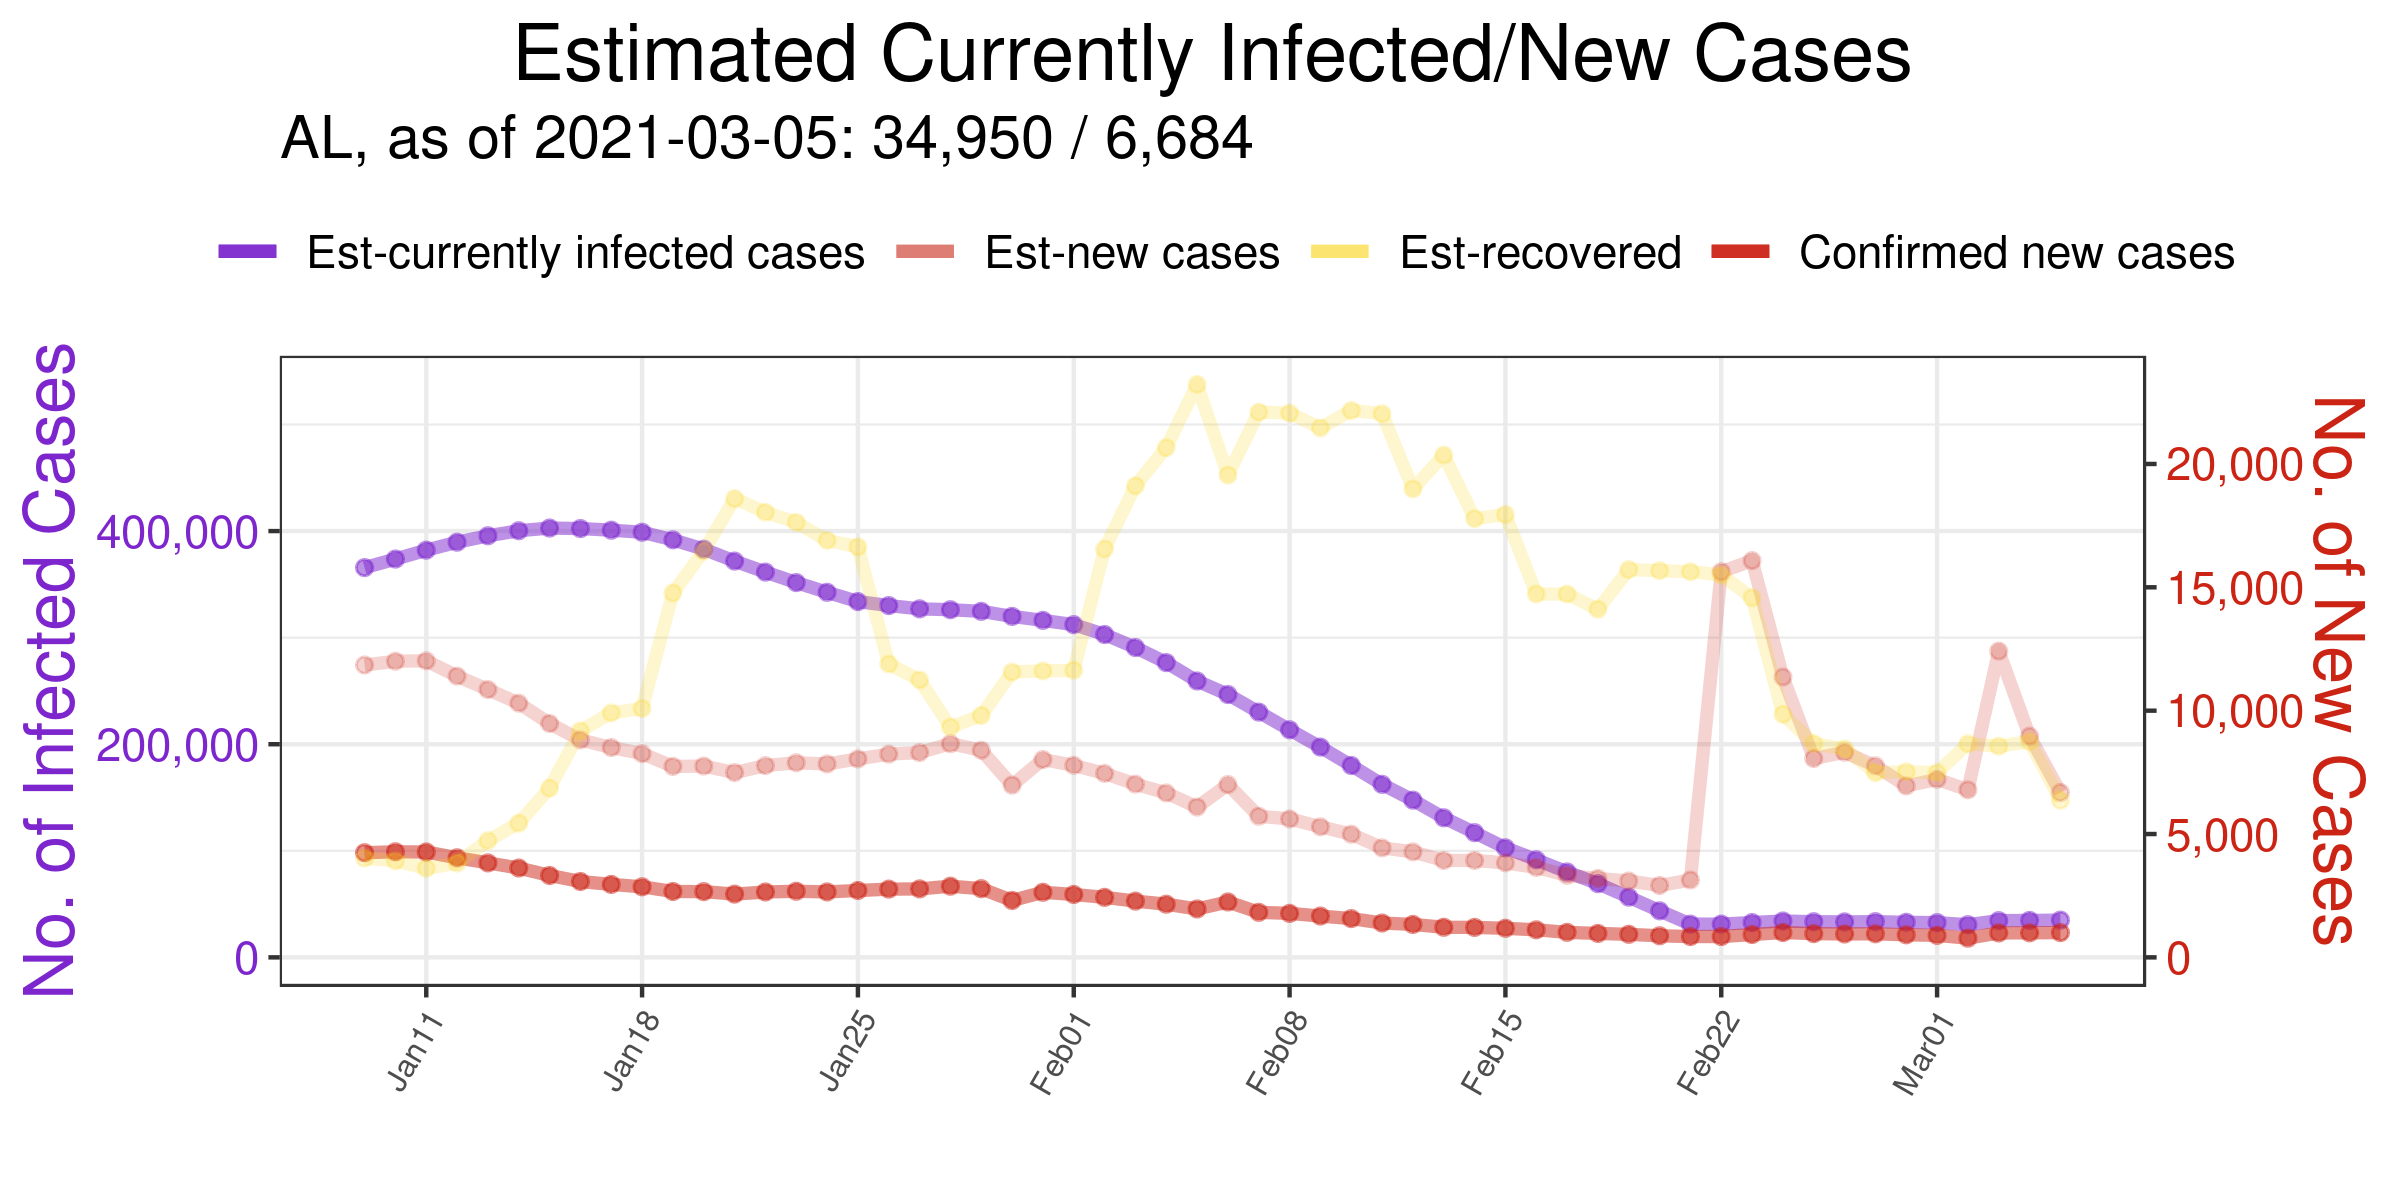 Estimated Currently Infected/New Cases
AL, as of 2021-03-05: 34,950 / 6,684
Est-currently infected cases
Est-new cases
Est-recovered
Confirmed new cases
No. of Infected Cases
400,000
200,000
0
No. of New Cases
20,000
15,000
10,000
5,000
0
Jan11
Jan18
Jan25
Feb01
Feb08
Feb15
Feb22
Mar01